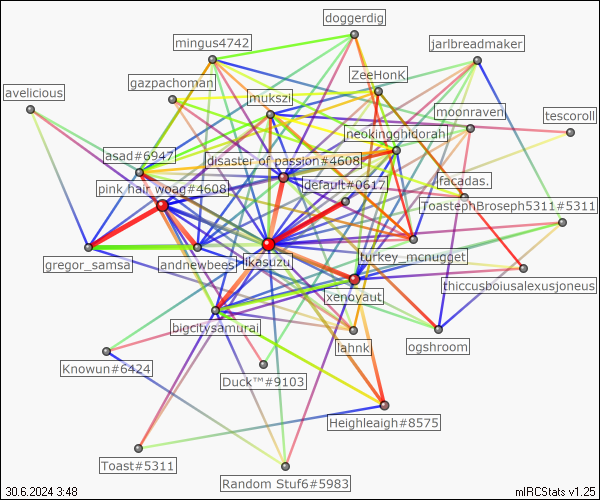 doggerdig
mingus4742
jarlbreadmaker
ZeeHonK
gazpachoman
avelicious
mukszi
moonraven
tescoroll
neokingghidorah
asad#6947
disaster of passion#4608
facadas.
pink hair woag#4608
default#0617
ToastephBroseph5311#5311
turkey_mcnugget
gregor_samsa
andnewbees
ikasuzu
thiccusboiusalexusjoneus
xenoyaut
bigcitysamurai
lahnk
ogshroom
Knowun#6424
Duck™#9103
Heighleigh#8575
Toast#5311
Random Stuf6#5983
30.6.2024 3:48
mIRCStats v1.25